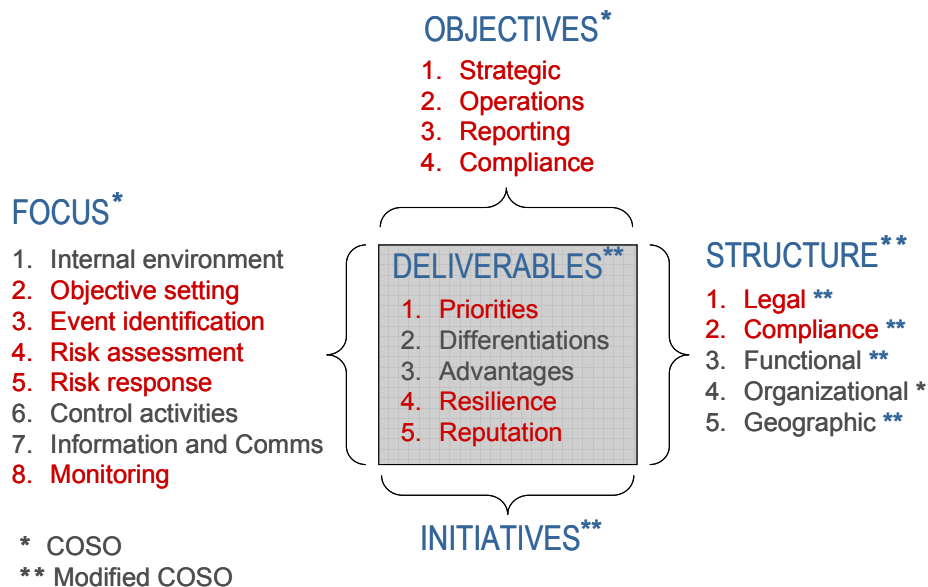 OBJECTIVES*
1. Strategic
2. Operations
3. Reporting
4. Compliance
FOCUS*
1. Internal environment
2. Objective setting
3. Event identification
4. Risk assessment
5. Risk response
6. Control activities
7. Information and Comms
8. Monitoring
DELIVERABLES**
1. Priorities
2. Differentiations
3. Advantages
4. Resilience
5. Reputation
STRUCTURE**
1. Legal **
2. Compliance **
3. Functional **
4. Organizational *
5. Geographic **
INITIATIVES**
* COSO
** Modified COSO